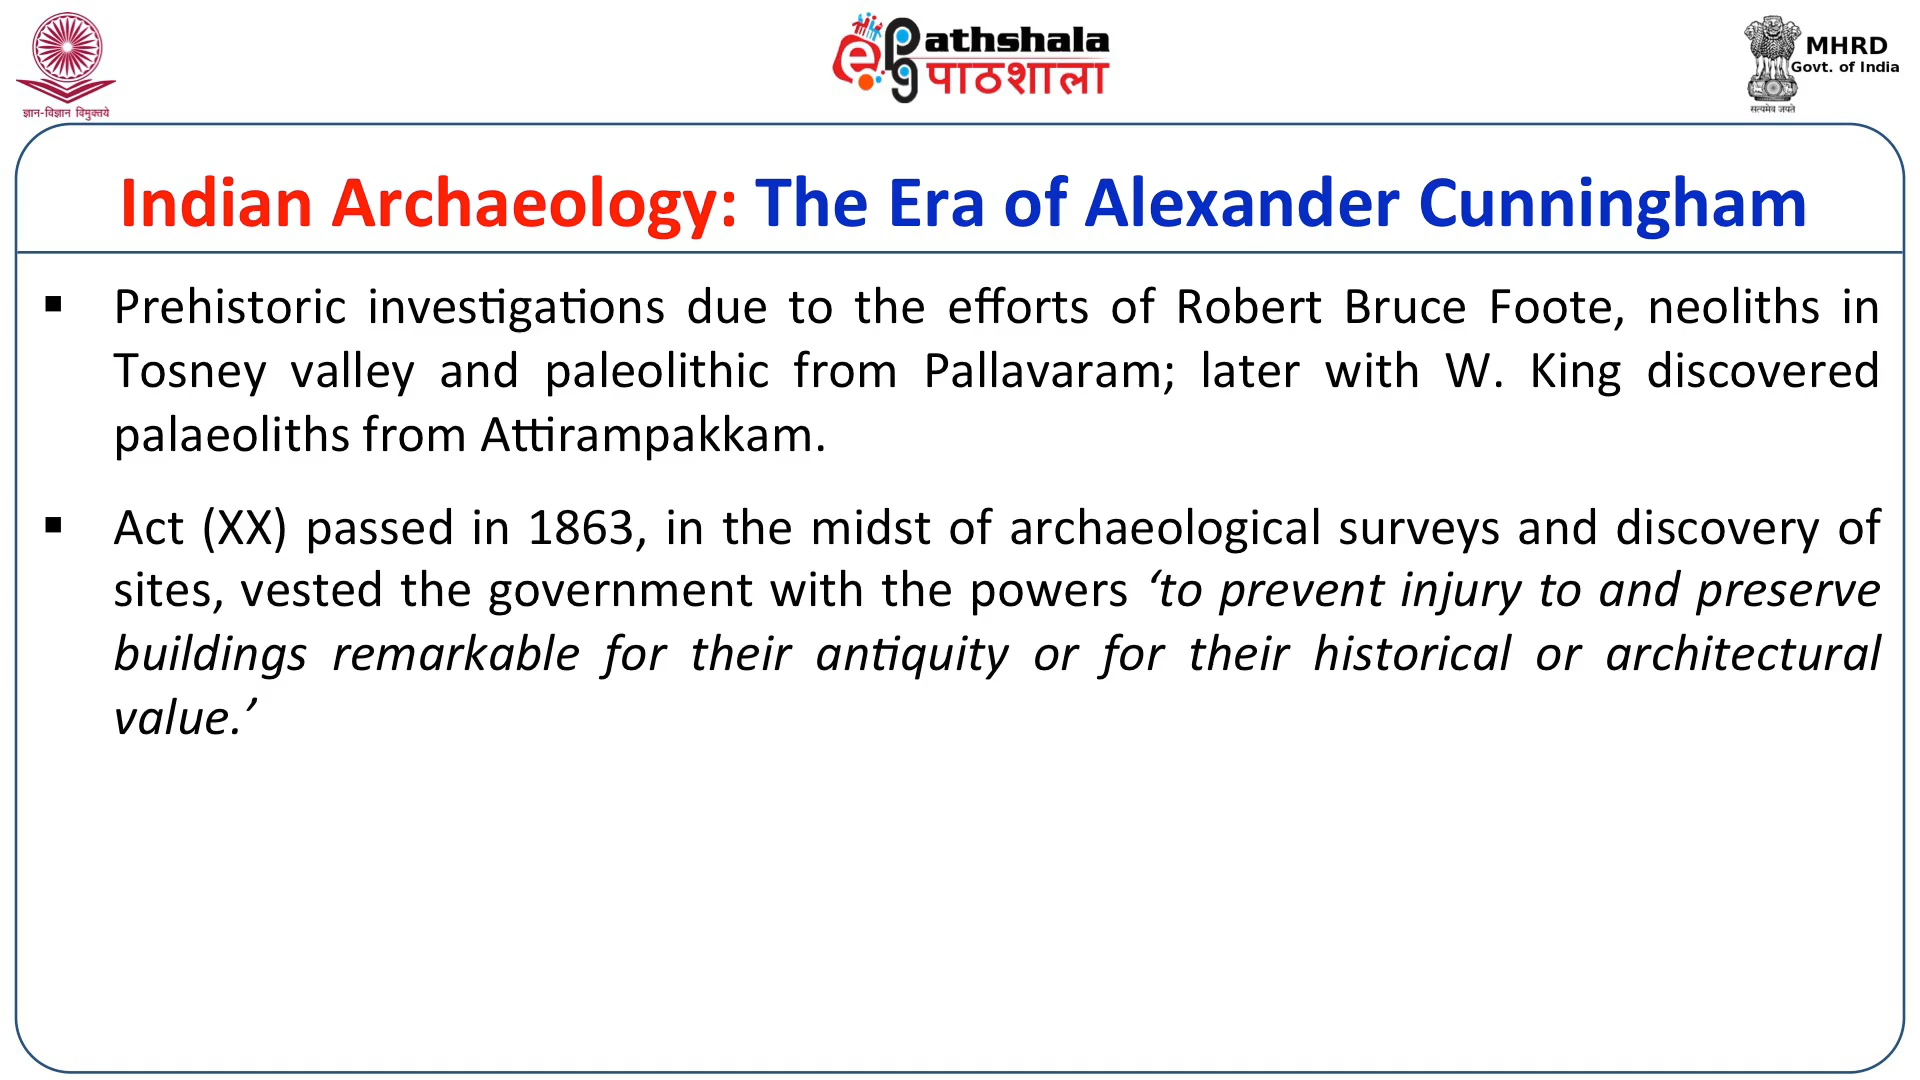 ज्ञान-विज्ञान विमुक्तये
ePg Pathshala
पाठशाला
MHRD
Govt. of India
सत्यमेव जयते
Indian Archaeology: The Era of Alexander Cunningham
▪ Prehistoric investigations due to the efforts of Robert Bruce Foote, neoliths in
Tosney valley and paleolithic from Pallavaram; later with W. King discovered
palaeoliths from Attirampakkam.
▪ Act (XX) passed in 1863, in the midst of archaeological surveys and discovery of
sites, vested the government with the powers ‘to prevent injury to and preserve
buildings remarkable for their antiquity or for their historical or architectural
value.’